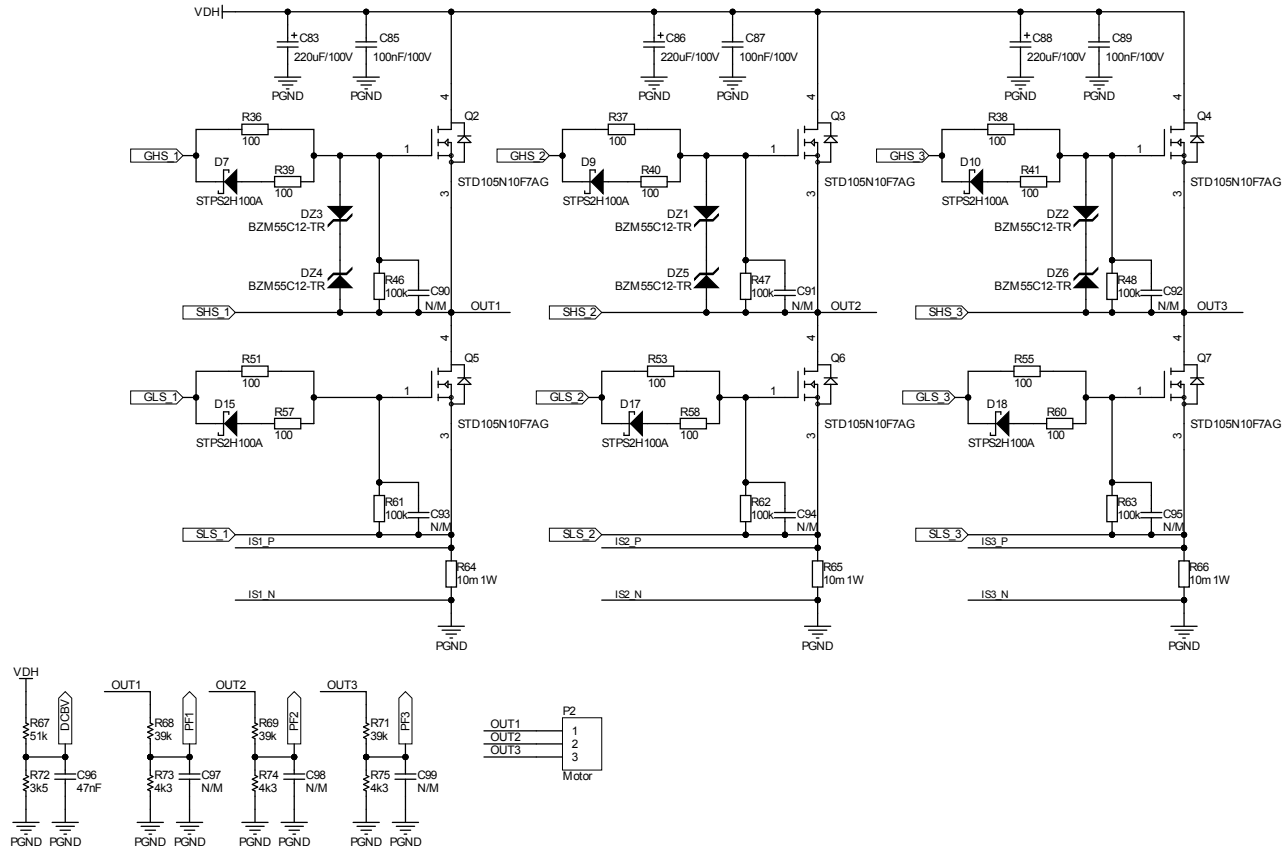 VDH
C83
220uF/100V
C85
100nF/100V
C86
220uF/100V
C87
100nF/100V
C88
220uF/100V
C89
100nF/100V
PGND
PGND
PGND
PGND
PGND
PGND
GHS_1
R36
100
D7
STPS2H100A
R39
100
1
4
Q2
3
STD105N10F7AG
DZ3
BZM55C12-TR
DZ4
BZM55C12-TR
R46
100k
C90
N/M
SHS_1
OUT1
GHS_2
R37
100
D9
STPS2H100A
R40
100
1
4
Q3
3
STD105N10F7AG
DZ1
BZM55C12-TR
DZ5
BZM55C12-TR
R47
100k
C91
N/M
SHS_2
OUT2
GHS_3
R38
100
D10
STPS2H100A
R41
100
1
4
Q4
3
STD105N10F7AG
DZ2
BZM55C12-TR
DZ6
BZM55C12-TR
R48
100k
C92
N/M
SHS_3
OUT3
GLS_1
R51
100
D15
STPS2H100A
R57
100
1
4
Q5
3
STD105N10F7AG
R61
100k
C93
N/M
SLS_1
IS1_P
R64
10m 1W
IS1_N
PGND
GLS_2
R53
100
D17
STPS2H100A
R58
100
1
4
Q6
3
STD105N10F7AG
R62
100k
C94
N/M
SLS_2
IS2_P
R65
10m 1W
IS2_N
PGND
GLS_3
R55
100
D18
STPS2H100A
R60
100
1
4
Q7
3
STD105N10F7AG
R63
100k
C95
N/M
SLS_3
IS3_P
R66
10m 1W
IS3_N
PGND
VDH
DCBV
R67
51k
R72
3k5
C96
47nF
PGND
PGND
OUT1
PF1
R68
39k
R73
4k3
C97
N/M
PGND
PGND
OUT2
PF2
R69
39k
R74
4k3
C98
N/M
PGND
PGND
OUT3
PF3
R71
39k
R75
4k3
C99
N/M
PGND
PGND
P2
OUT1
1
OUT2
2
OUT3
3
Motor